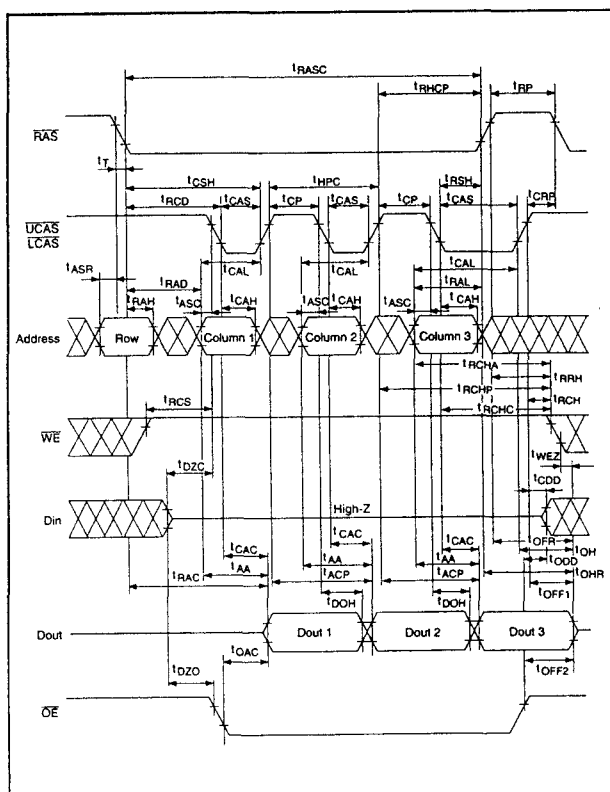 tRASC
tRHCP
tRP
RAS
tT
tCSH
tHPC
tRSH
tRCD
tCAS
tCP
tCAS
tCP
tCAS
tCRP
UCAS
LCAS
tCAL
tCAL
tCAL
tASR
tRAD
tRAL
tRAH
tASC
tCAH
tASC
tCAH
tASC
tCAH
Address
Row
Column 1
Column 2
Column 3
tRCHA
tRRH
tRCHP
tRCH
tRCS
tRCHC
WE
tWEZ
tDZC
tCDD
Din
High-Z
tOFR
tOH
tCAC
tCAC
tCAC
tODD
tAA
tAA
tAA
tOHR
tRAC
tACP
tACP
tOFF1
tDOH
tDOH
Dout
Dout 1
Dout 2
Dout 3
tOAC
tOFF2
tDZO
OE